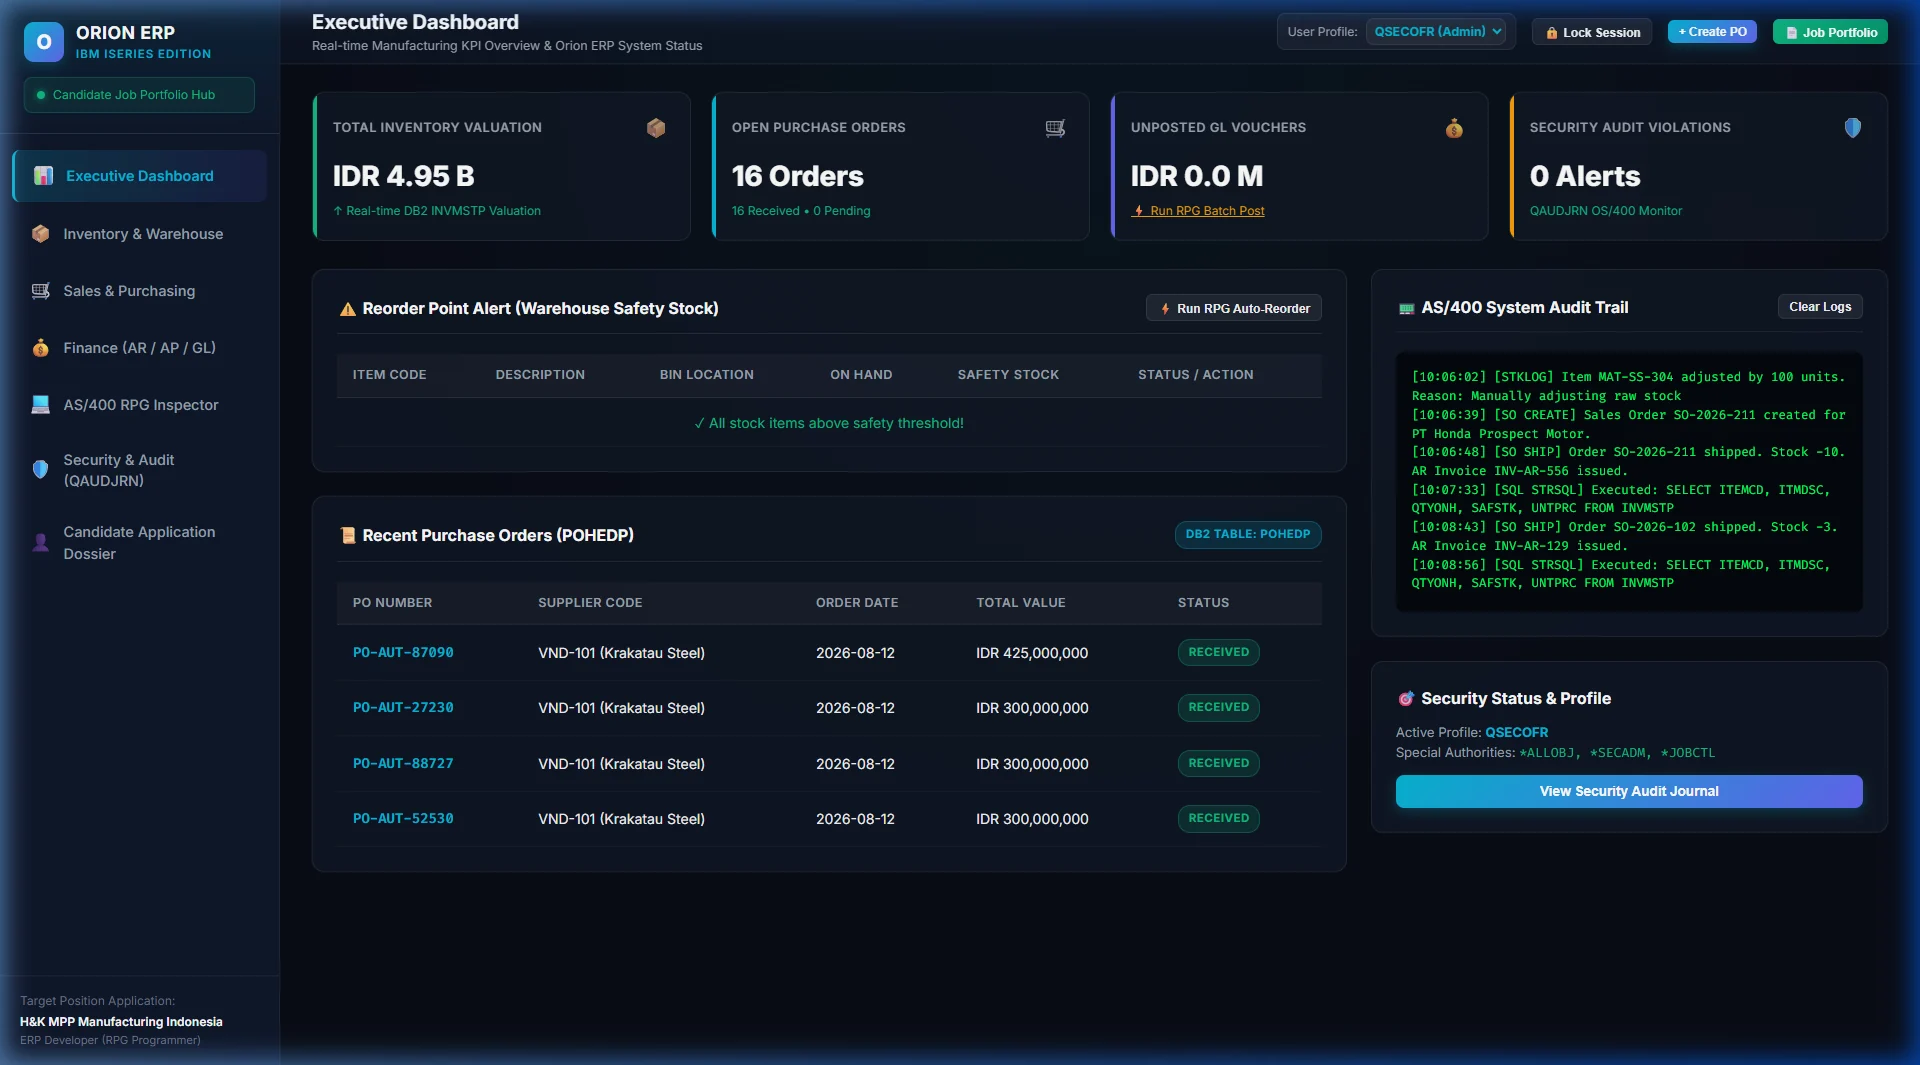 O
ORION ERP
IBM ISERIES EDITION
Candidate Job Portfolio Hub
Executive Dashboard
Inventory & Warehouse
Sales & Purchasing
Finance (AR / AP / GL)
AS/400 RPG Inspector
Security & Audit
(QAUDJRN)
Candidate Application
Dossier
Target Position Application:
H&K MPP Manufacturing Indonesia
ERP Developer (RPG Programmer)
Executive Dashboard
Real-time Manufacturing KPI Overview & Orion ERP System Status
User Profile: QSECOFR (Admin)
Lock Session
+ Create PO
Job Portfolio
TOTAL INVENTORY VALUATION
IDR 4.95 B
↑ Real-time DB2 INVMSTP Valuation
OPEN PURCHASE ORDERS
16 Orders
16 Received • 0 Pending
UNPOSTED GL VOUCHERS
IDR 0.0 M
Run RPG Batch Post
SECURITY AUDIT VIOLATIONS
0 Alerts
QAUDJRN OS/400 Monitor
Reorder Point Alert (Warehouse Safety Stock)
Run RPG Auto-Reorder
ITEM CODE DESCRIPTION BIN LOCATION ON HAND SAFETY STOCK STATUS / ACTION
✓ All stock items above safety threshold!
Recent Purchase Orders (POHEDP)
DB2 TABLE: POHEDP
PO NUMBER SUPPLIER CODE ORDER DATE TOTAL VALUE STATUS
PO-AUT-87090 VND-101 (Krakatau Steel) 2026-08-12 IDR 425,000,000 RECEIVED
PO-AUT-27230 VND-101 (Krakatau Steel) 2026-08-12 IDR 300,000,000 RECEIVED
PO-AUT-88727 VND-101 (Krakatau Steel) 2026-08-12 IDR 300,000,000 RECEIVED
PO-AUT-52530 VND-101 (Krakatau Steel) 2026-08-12 IDR 300,000,000 RECEIVED
AS/400 System Audit Trail
Clear Logs
[10:06:02] [STKLOG] Item MAT-SS-304 adjusted by 100 units.
Reason: Manually adjusting raw stock
[10:06:39] [SO CREATE] Sales Order SO-2026-211 created for
PT Honda Prospect Motor.
[10:06:48] [SO SHIP] Order SO-2026-211 shipped. Stock -10.
AR Invoice INV-AR-556 issued.
[10:07:33] [SQL STRSQL] Executed: SELECT ITEMCD, ITMDSC,
QTYONH, SAFSTK, UNTPRC FROM INVMSTP
[10:08:43] [SO SHIP] Order SO-2026-102 shipped. Stock -3.
AR Invoice INV-AR-129 issued.
[10:08:56] [SQL STRSQL] Executed: SELECT ITEMCD, ITMDSC,
QTYONH, SAFSTK, UNTPRC FROM INVMSTP
Security Status & Profile
Active Profile: QSECOFR
Special Authorities: *ALLOBJ, *SECADM, *JOBCTL
View Security Audit Journal